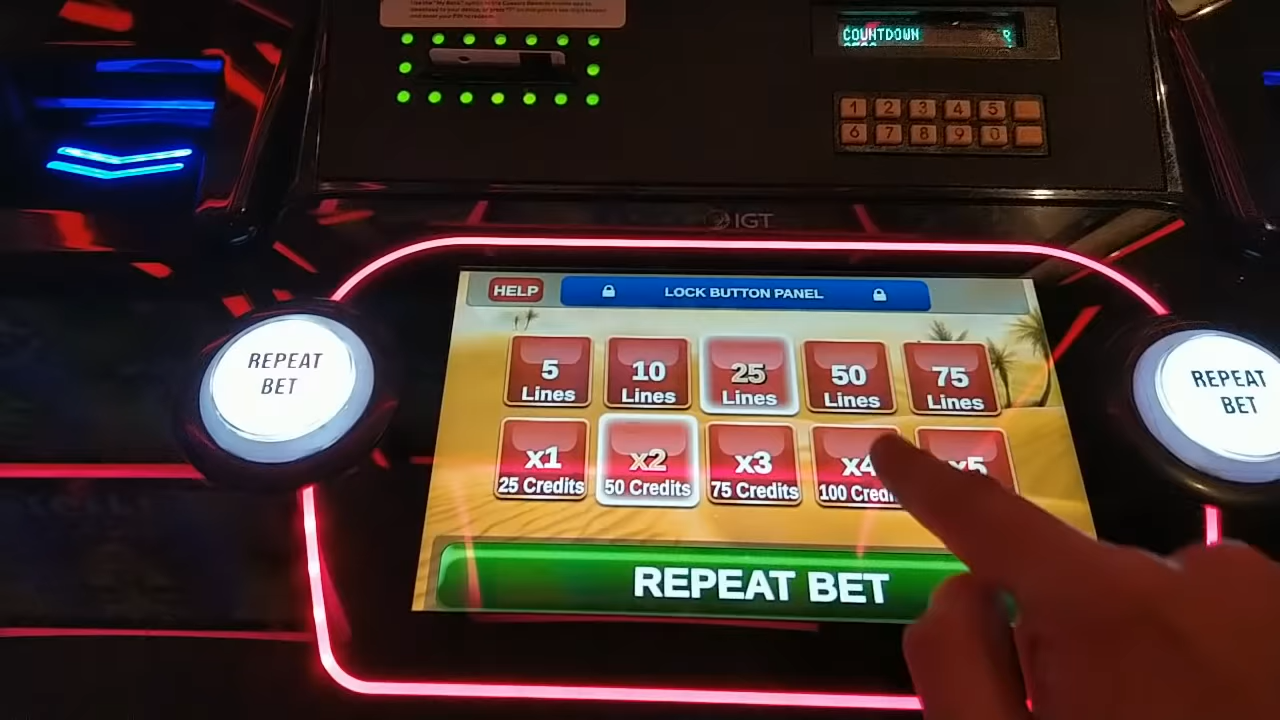 COUNTDOWN R
1 2 3 4 5
6 7 8 9 0
IGT
HELP LOCK BUTTON PANEL
REPEAT
BET
5
Lines
10
Lines
25
Lines
50
Lines
75
Lines
REPEAT
BET
x1
25 Credits
x2
50 Credits
x3
75 Credits
x4
100
x5
REPEAT BET